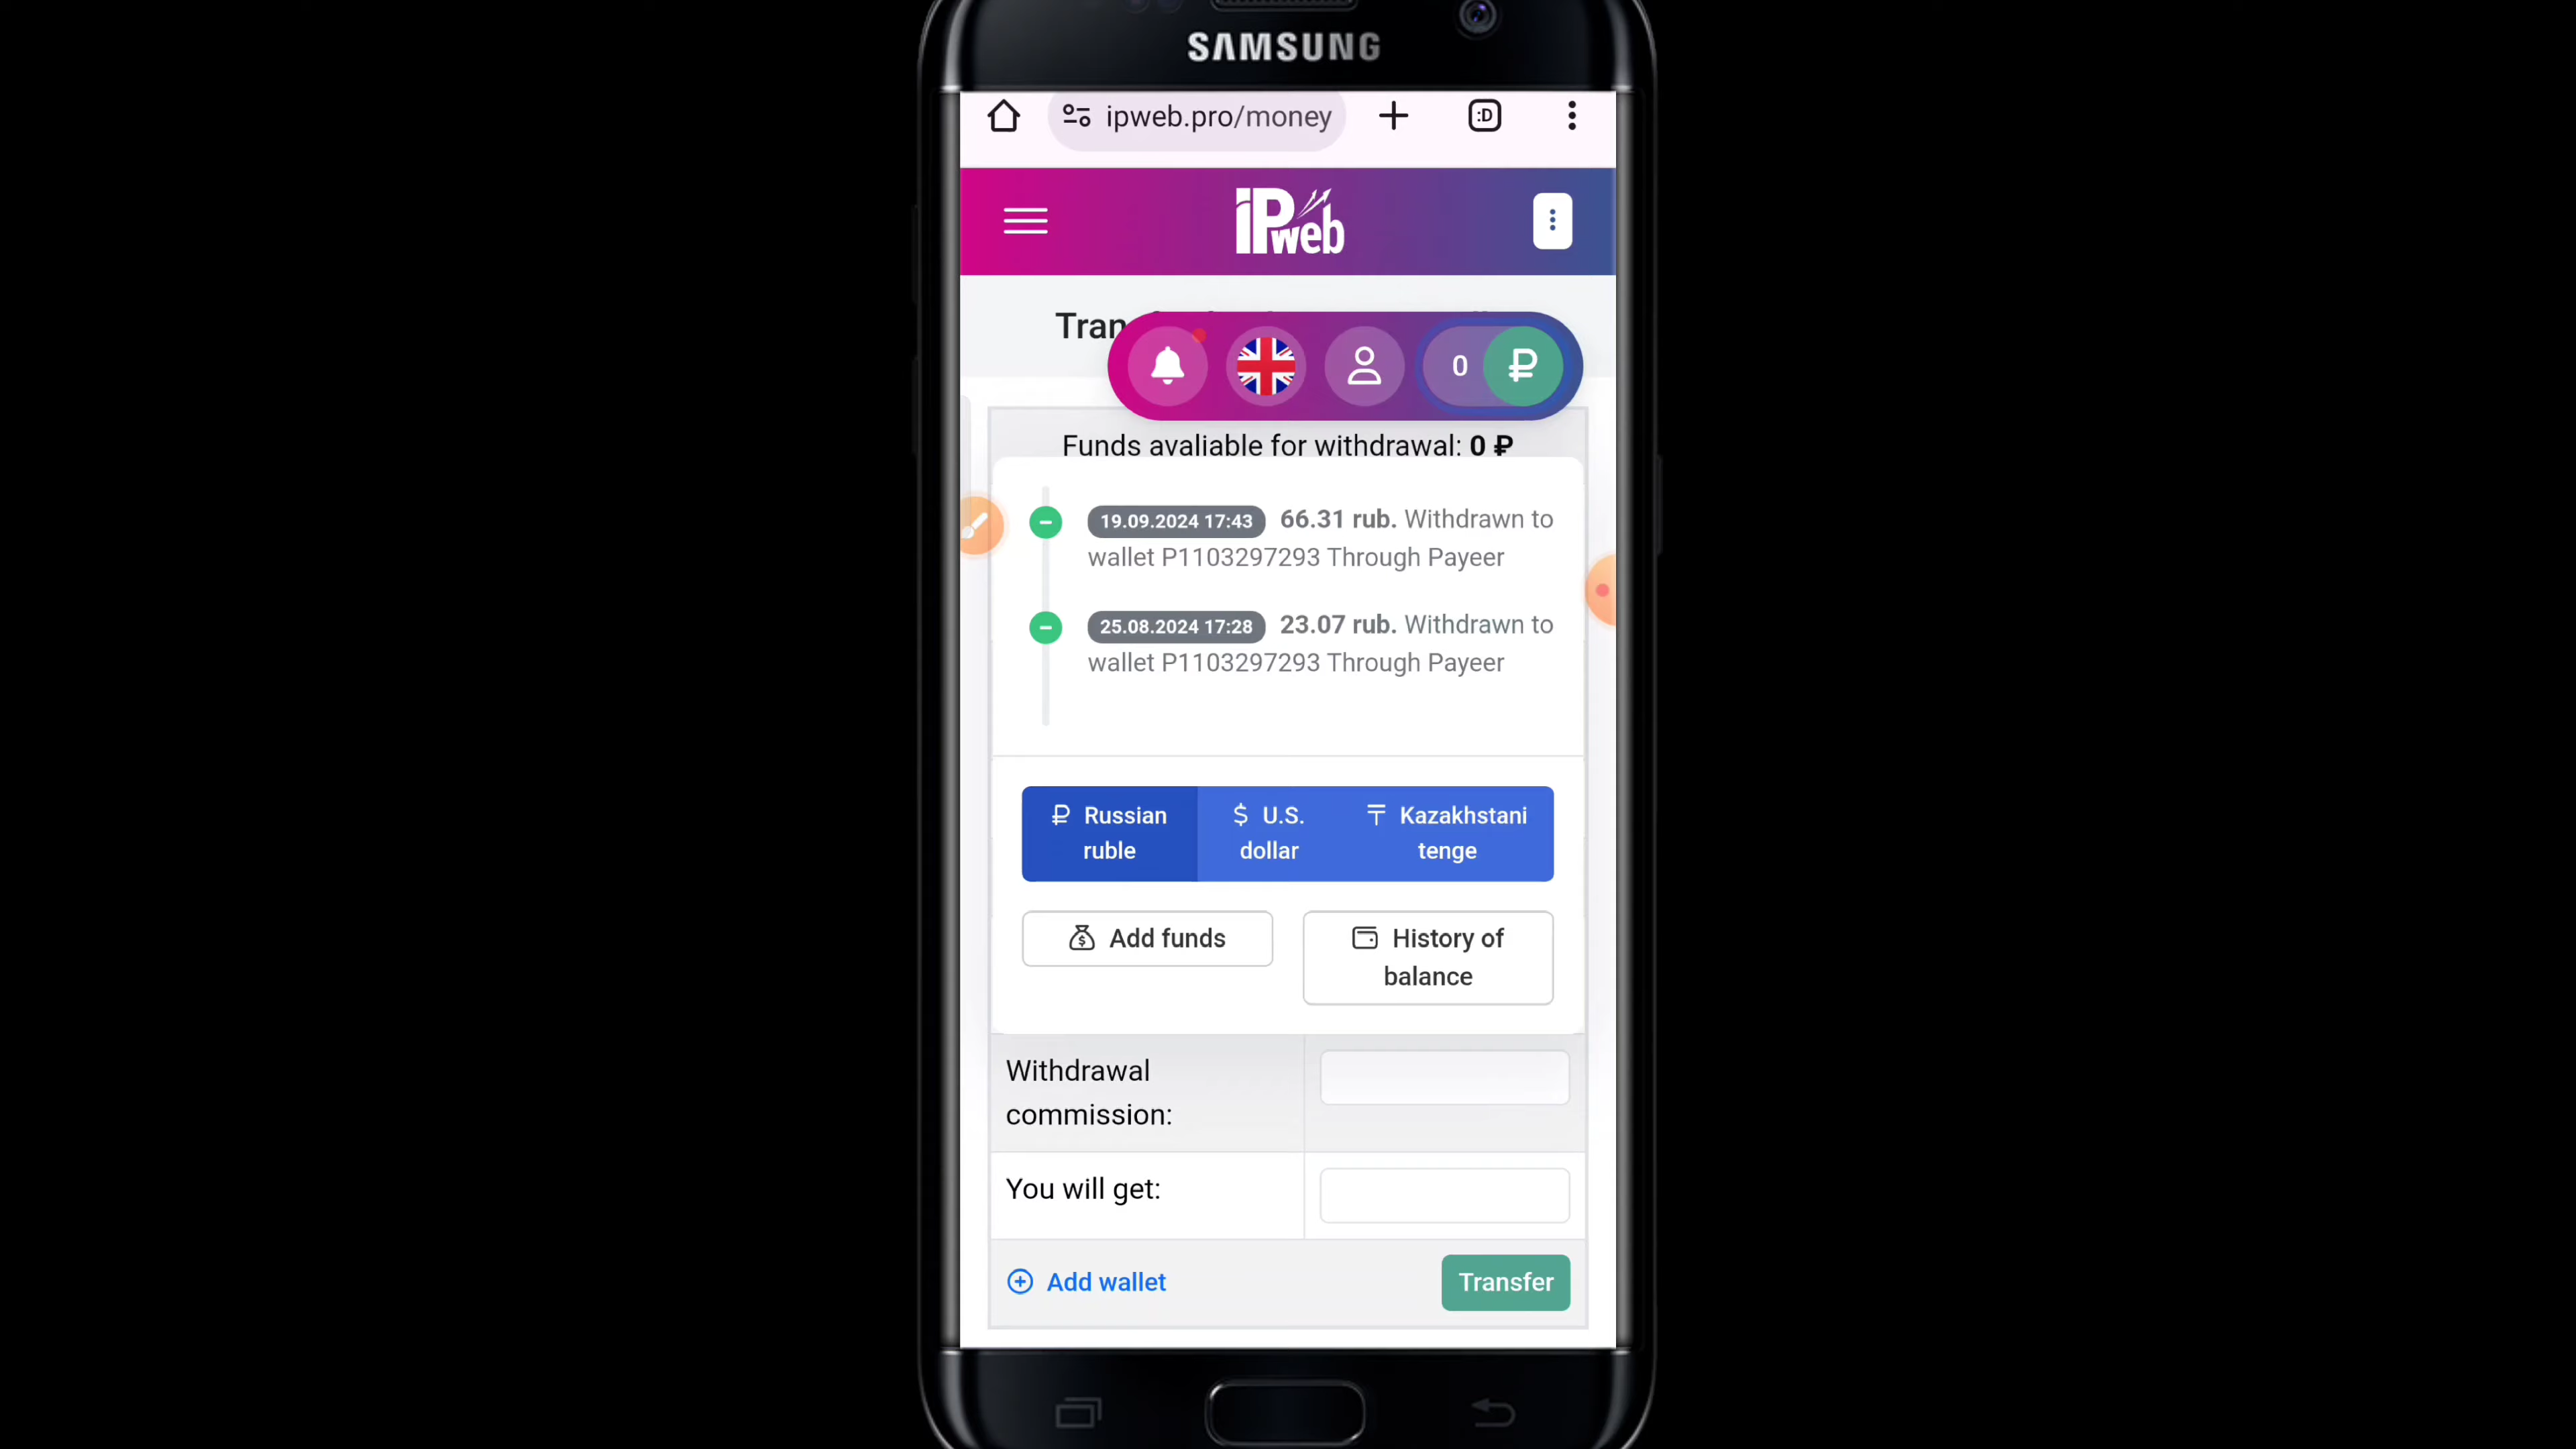 SAMSUNG
ipweb.pro/money
:D
iPweb
Tran
0 ₽
Funds avaliable for withdrawal: 0 ₽
19.09.2024 17:43 66.31 rub. Withdrawn to
wallet P1103297293 Through Payeer
25.08.2024 17:28 23.07 rub. Withdrawn to
wallet P1103297293 Through Payeer
₽ Russian
ruble
$ U.S.
dollar
₸ Kazakhstani
tenge
Add funds
History of
balance
Withdrawal
commission:
You will get:
Add wallet
Transfer